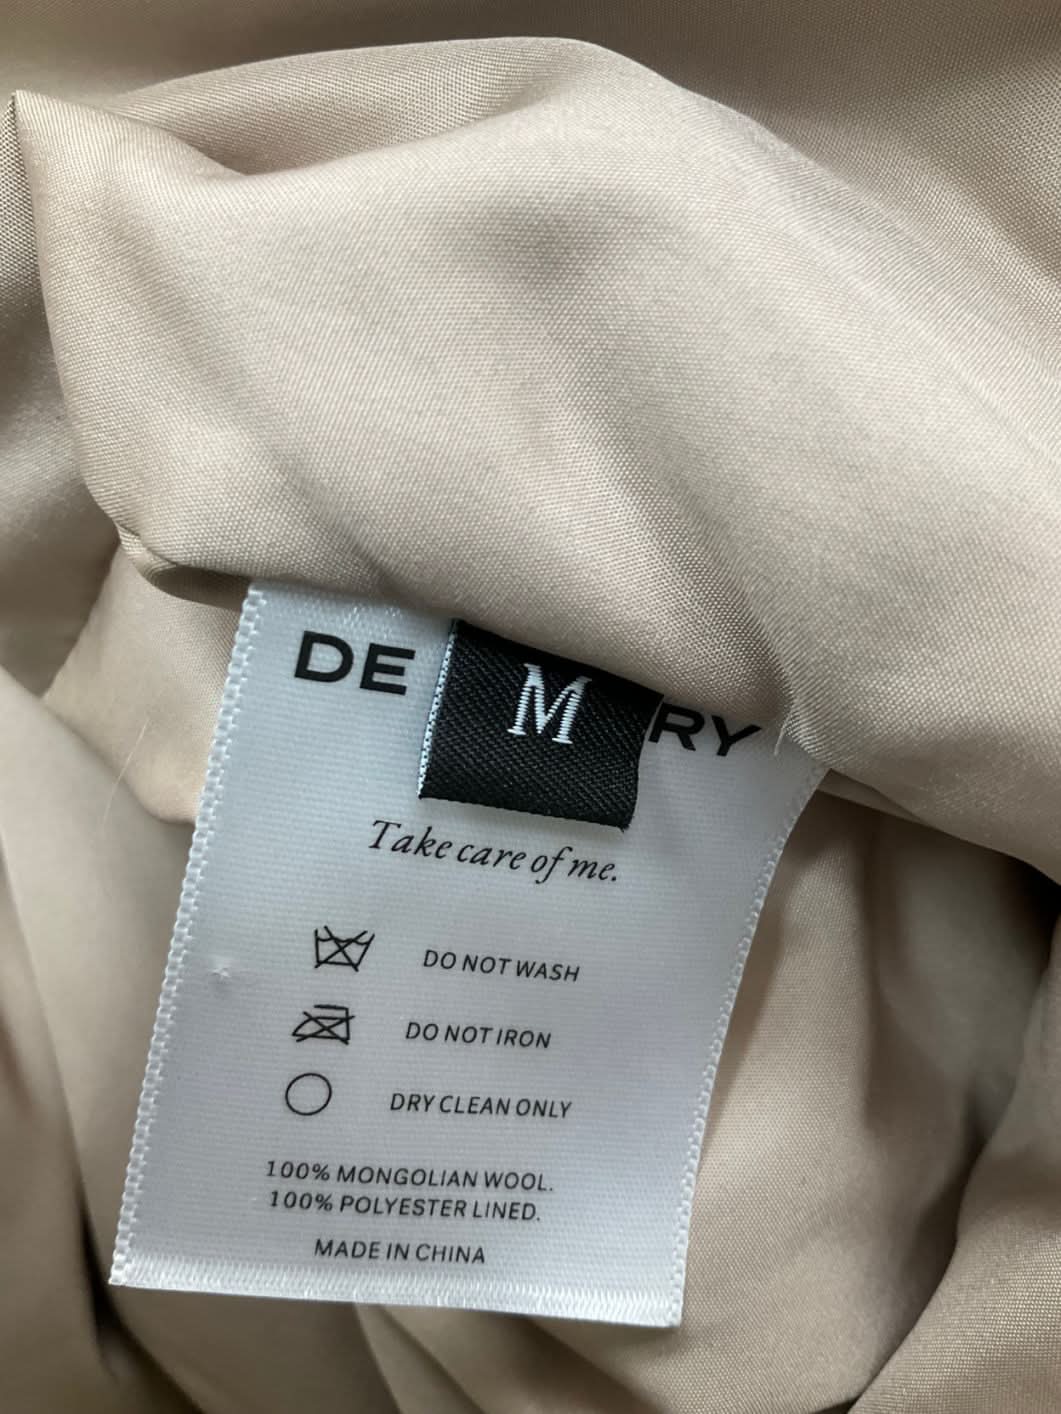 DE RY
M
Take care of me.
DO NOT WASH
DO NOT IRON
DRY CLEAN ONLY
100% MONGOLIAN WOOL.
100% POLYESTER LINED.
MADE IN CHINA